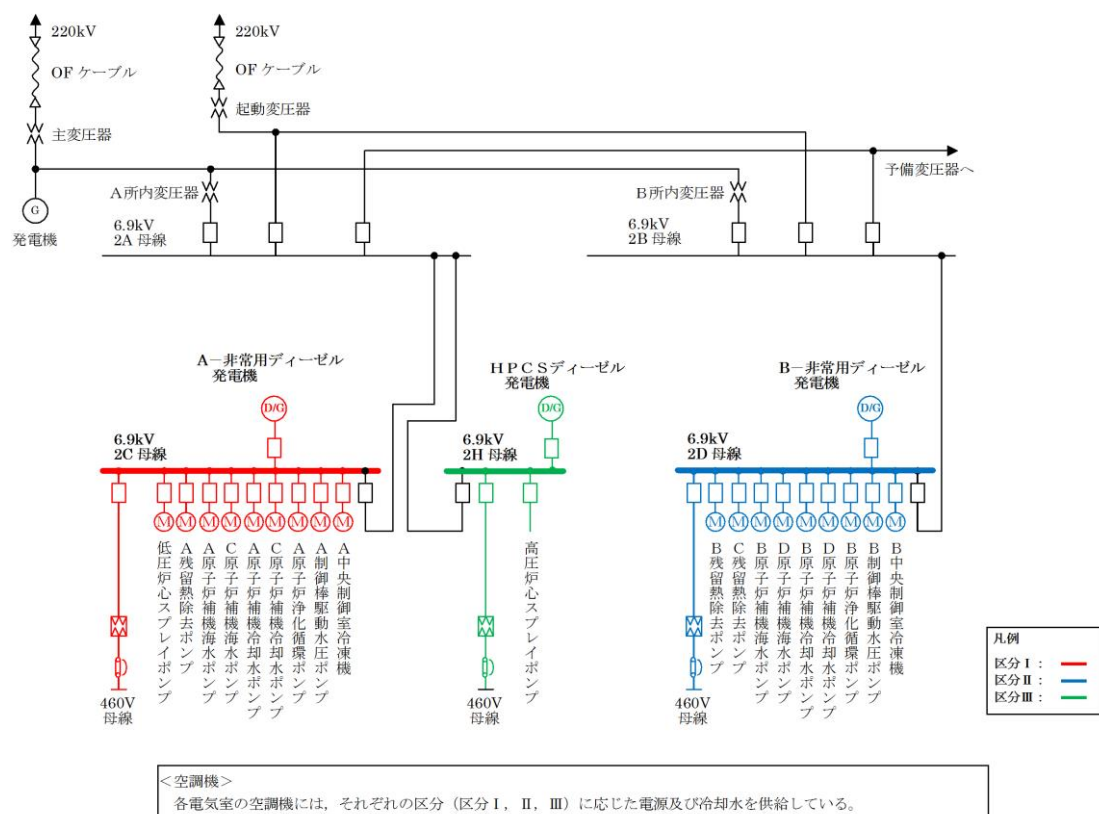 220kV
220kV
OF ケーブル
OF ケーブル
起動変圧器
主変圧器
予備変圧器へ
A所内変圧器
B所内変圧器
G
発電機
6.9kV
2A 母線
6.9kV
2B 母線
A－非常用ディーゼル
発電機
HPCSディーゼル
発電機
B－非常用ディーゼル
発電機
D/G
D/G
D/G
6.9kV
2C 母線
6.9kV
2H 母線
6.9kV
2D 母線
M
M
M
M
M
M
M
M
M
低圧炉心スプレイポンプ
A残留熱除去ポンプ
A原子炉補機海水ポンプ
C原子炉補機海水ポンプ
A原子炉補機冷却水ポンプ
C原子炉補機冷却水ポンプ
A原子炉浄化循環ポンプ
A制御棒駆動水圧ポンプ
A中央制御室冷凍機
高圧炉心スプレイポンプ
M
M
M
M
M
M
M
M
M
B残留熱除去ポンプ
C残留熱除去ポンプ
B原子炉補機海水ポンプ
D原子炉補機海水ポンプ
B原子炉補機冷却水ポンプ
D原子炉補機冷却水ポンプ
B原子炉浄化循環ポンプ
B制御棒駆動水圧ポンプ
B中央制御室冷凍機
460V
母線
460V
母線
460V
母線
凡例
区分Ⅰ：
区分Ⅱ：
区分Ⅲ：
＜空調機＞
各電気室の空調機には，それぞれの区分（区分Ⅰ，Ⅱ，Ⅲ）に応じた電源及び冷却水を供給している。